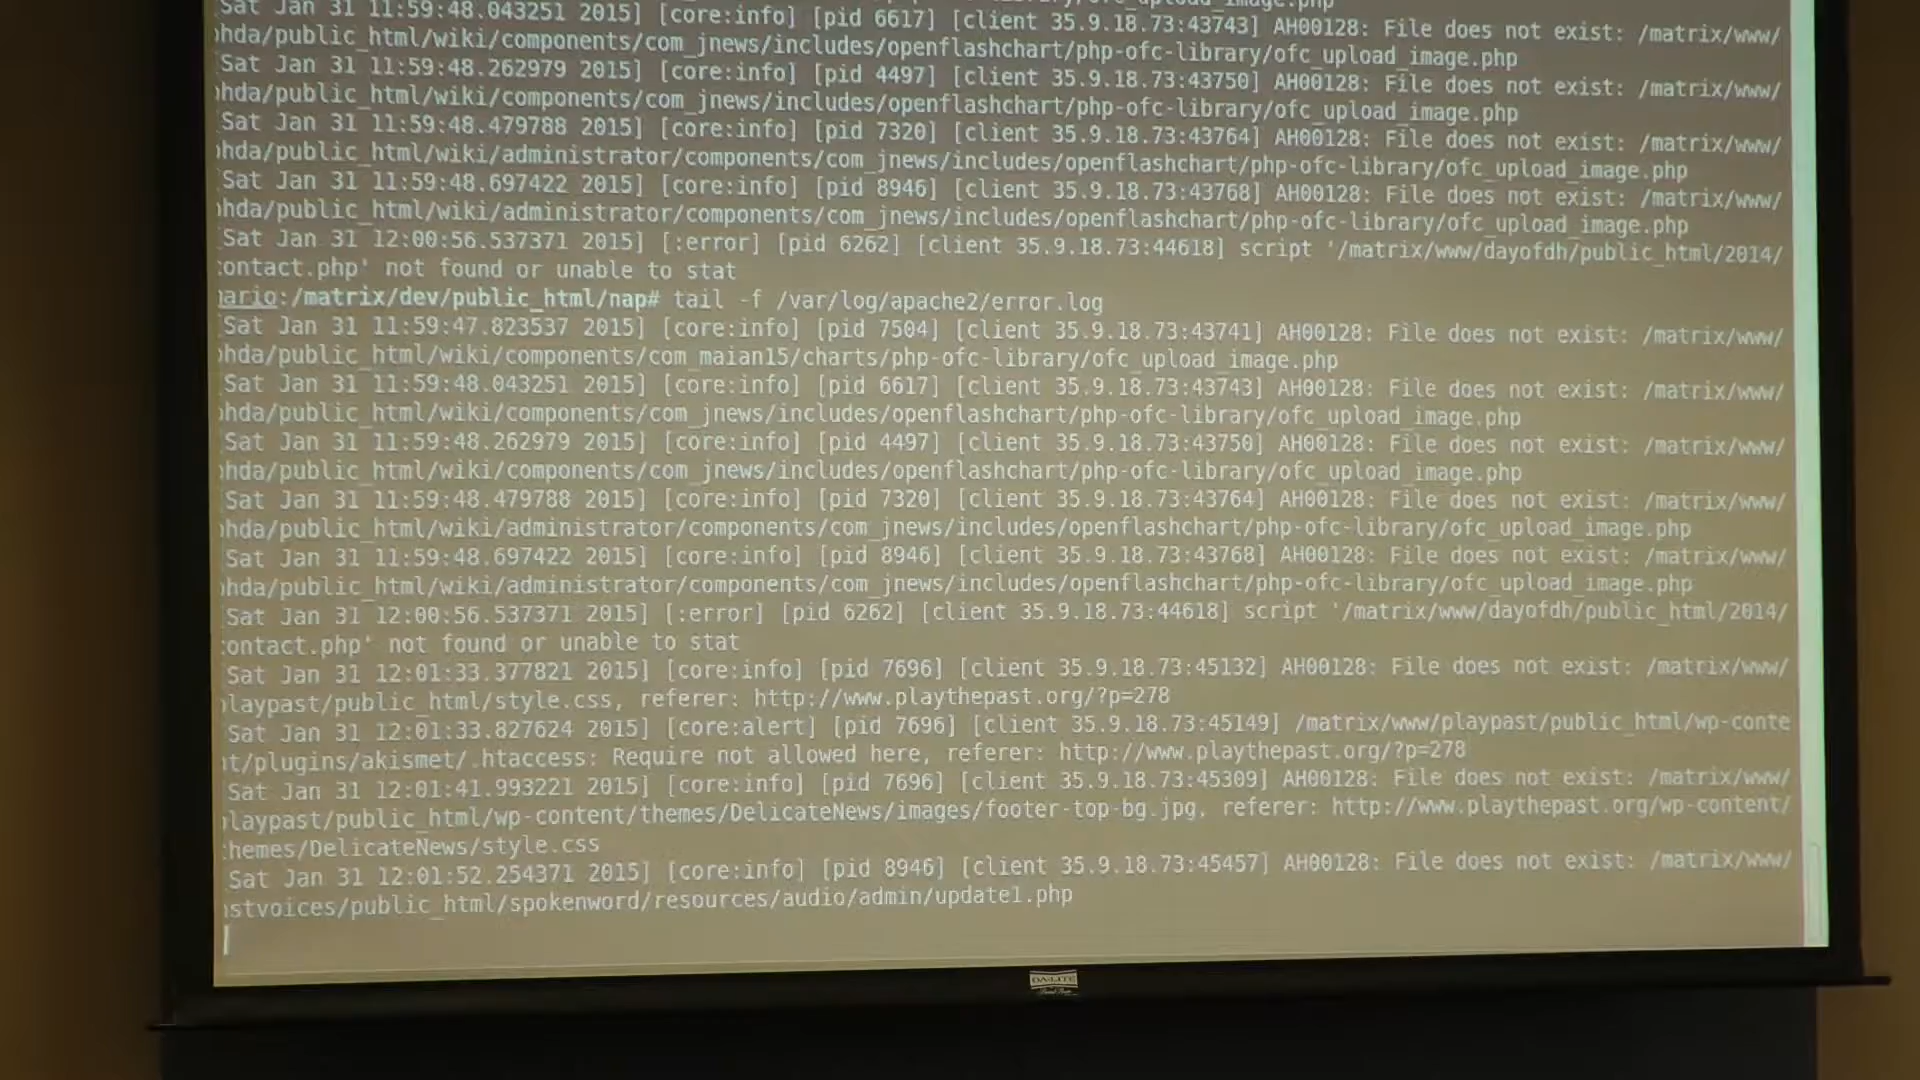 Sat Jan 31 11:59:48.043251 2015] [core:info] [pid 6617] [client 35.9.18.73:43743] AH00128: File does not exist: /matrix/www/
ohda/public_html/wiki/components/com_jnews/includes/openflashchart/php-ofc-library/ofc_upload_image.php
Sat Jan 31 11:59:48.262979 2015] [core:info] [pid 4497] [client 35.9.18.73:43750] AH00128: File does not exist: /matrix/www/
ohda/public_html/wiki/components/com_jnews/includes/openflashchart/php-ofc-library/ofc_upload_image.php
Sat Jan 31 11:59:48.479788 2015] [core:info] [pid 7320] [client 35.9.18.73:43764] AH00128: File does not exist: /matrix/www/
ohda/public_html/wiki/administrator/components/com_jnews/includes/openflashchart/php-ofc-library/ofc_upload_image.php
Sat Jan 31 11:59:48.697422 2015] [core:info] [pid 8946] [client 35.9.18.73:43768] AH00128: File does not exist: /matrix/www/
ohda/public_html/wiki/administrator/components/com_jnews/includes/openflashchart/php-ofc-library/ofc_upload_image.php
Sat Jan 31 12:00:56.537371 2015] [:error] [pid 6262] [client 35.9.18.73:44618] script '/matrix/www/dayofdh/public_html/2014/
contact.php' not found or unable to stat
mario:/matrix/dev/public_html/nap# tail -f /var/log/apache2/error.log
Sat Jan 31 11:59:47.823537 2015] [core:info] [pid 7504] [client 35.9.18.73:43741] AH00128: File does not exist: /matrix/www/
ohda/public_html/wiki/components/com_maian15/charts/php-ofc-library/ofc_upload_image.php
Sat Jan 31 11:59:48.043251 2015] [core:info] [pid 6617] [client 35.9.18.73:43743] AH00128: File does not exist: /matrix/www/
ohda/public_html/wiki/components/com_jnews/includes/openflashchart/php-ofc-library/ofc_upload_image.php
Sat Jan 31 11:59:48.262979 2015] [core:info] [pid 4497] [client 35.9.18.73:43750] AH00128: File does not exist: /matrix/www/
ohda/public_html/wiki/components/com_jnews/includes/openflashchart/php-ofc-library/ofc_upload_image.php
Sat Jan 31 11:59:48.479788 2015] [core:info] [pid 7320] [client 35.9.18.73:43764] AH00128: File does not exist: /matrix/www/
ohda/public_html/wiki/administrator/components/com_jnews/includes/openflashchart/php-ofc-library/ofc_upload_image.php
Sat Jan 31 11:59:48.697422 2015] [core:info] [pid 8946] [client 35.9.18.73:43768] AH00128: File does not exist: /matrix/www/
ohda/public_html/wiki/administrator/components/com_jnews/includes/openflashchart/php-ofc-library/ofc_upload_image.php
Sat Jan 31 12:00:56.537371 2015] [:error] [pid 6262] [client 35.9.18.73:44618] script '/matrix/www/dayofdh/public_html/2014/
contact.php' not found or unable to stat
Sat Jan 31 12:01:33.377821 2015] [core:info] [pid 7696] [client 35.9.18.73:45132] AH00128: File does not exist: /matrix/www/
playpast/public_html/style.css, referer: http://www.playthepast.org/?p=278
Sat Jan 31 12:01:33.827624 2015] [core:alert] [pid 7696] [client 35.9.18.73:45149] /matrix/www/playpast/public_html/wp-conte
nt/plugins/akismet/.htaccess: Require not allowed here, referer: http://www.playthepast.org/?p=278
Sat Jan 31 12:01:41.993221 2015] [core:info] [pid 7696] [client 35.9.18.73:45309] AH00128: File does not exist: /matrix/www/
playpast/public_html/wp-content/themes/DelicateNews/images/footer-top-bg.jpg, referer: http://www.playthepast.org/wp-content/
themes/DelicateNews/style.css
Sat Jan 31 12:01:52.254371 2015] [core:info] [pid 8946] [client 35.9.18.73:45457] AH00128: File does not exist: /matrix/www/
stvoices/public_html/spokenword/resources/audio/admin/update1.php
DA-LITE